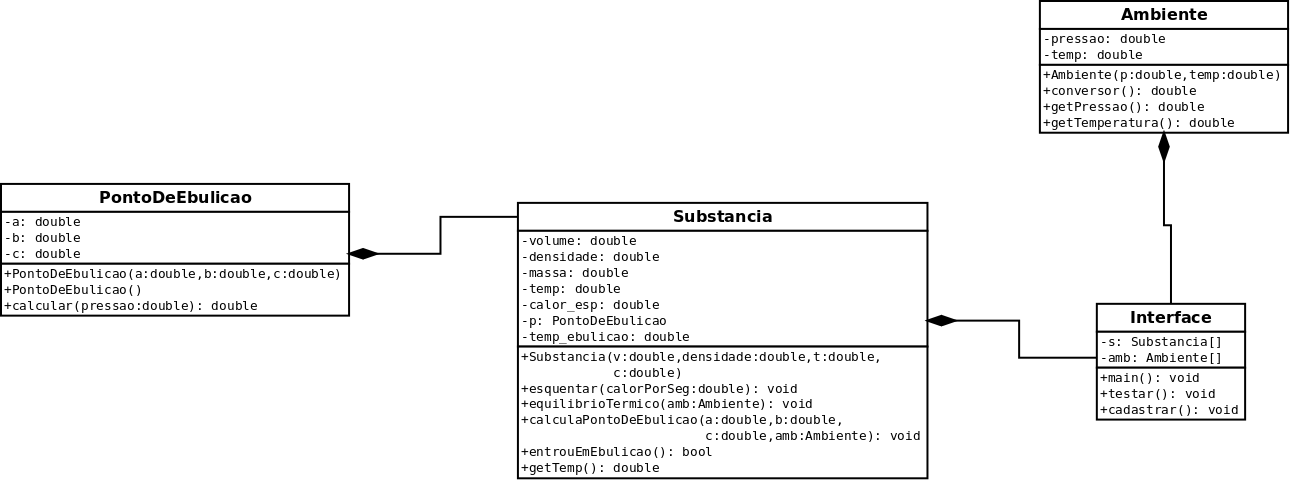 Ambiente
-pressao: double
-temp: double
+Ambiente(p:double,temp:double)
+conversor(): double
+getPressao(): double
+getTemperatura(): double
PontoDeEbulicao
-a: double
-b: double
-c: double
+PontoDeEbulicao(a:double,b:double,c:double)
+PontoDeEbulicao()
+calcular(pressao:double): double
Substancia
-volume: double
-densidade: double
-massa: double
-temp: double
-calor_esp: double
-p: PontoDeEbulicao
-temp_ebulicao: double
+Substancia(v:double,densidade:double,t:double,
c:double)
+esquentar(calorPorSeg:double): void
+equilibrioTermico(amb:Ambiente): void
+calculaPontoDeEbulicao(a:double,b:double,
c:double,amb:Ambiente): void
+entrouEmEbulicao(): bool
+getTemp(): double
Interface
-s: Substancia[]
-amb: Ambiente[]
+main(): void
+testar(): void
+cadastrar(): void